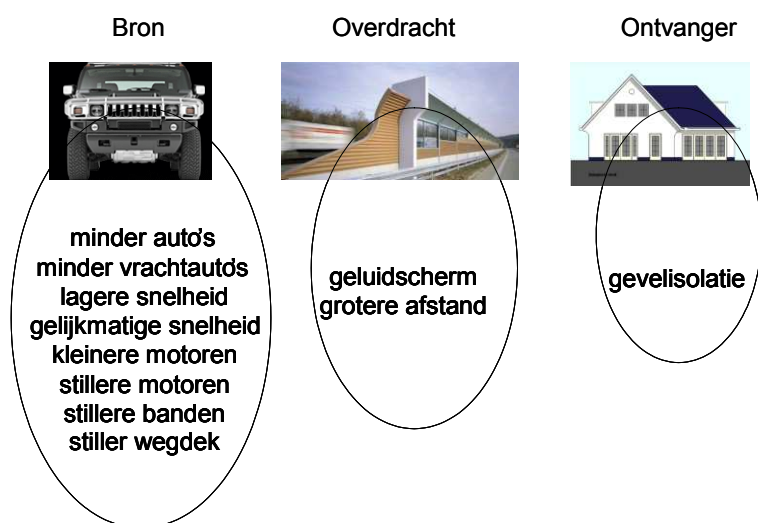 Bron
Overdracht
Ontvanger
minder auto's
minder vrachtauto's
lagere snelheid
gelijkmatige snelheid
kleinere motoren
stillere motoren
stillere banden
stiller wegdek
geluidscherm
grotere afstand
gevelisolatie